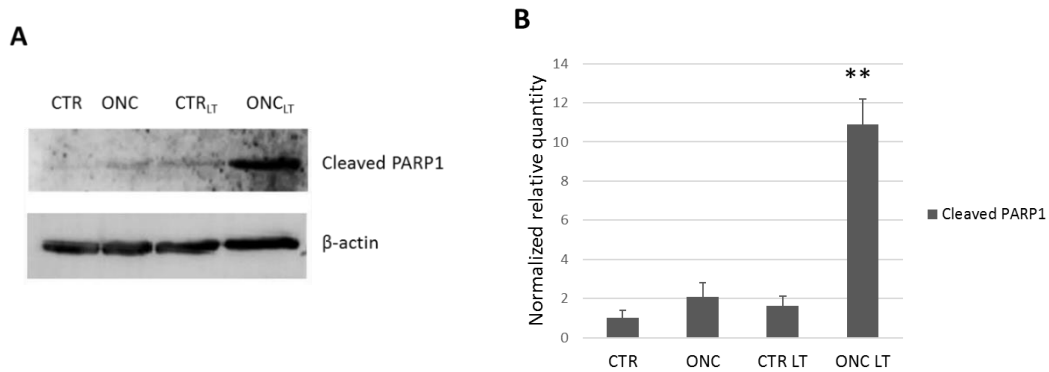 A
CTR ONC CTR LT ONC LT
Cleaved PARP1
β-actin
B
Normalized relative quantity
14
**
12
10
8
6
4
2
0
CTR ONC CTR LT ONC LT
Cleaved PARP1